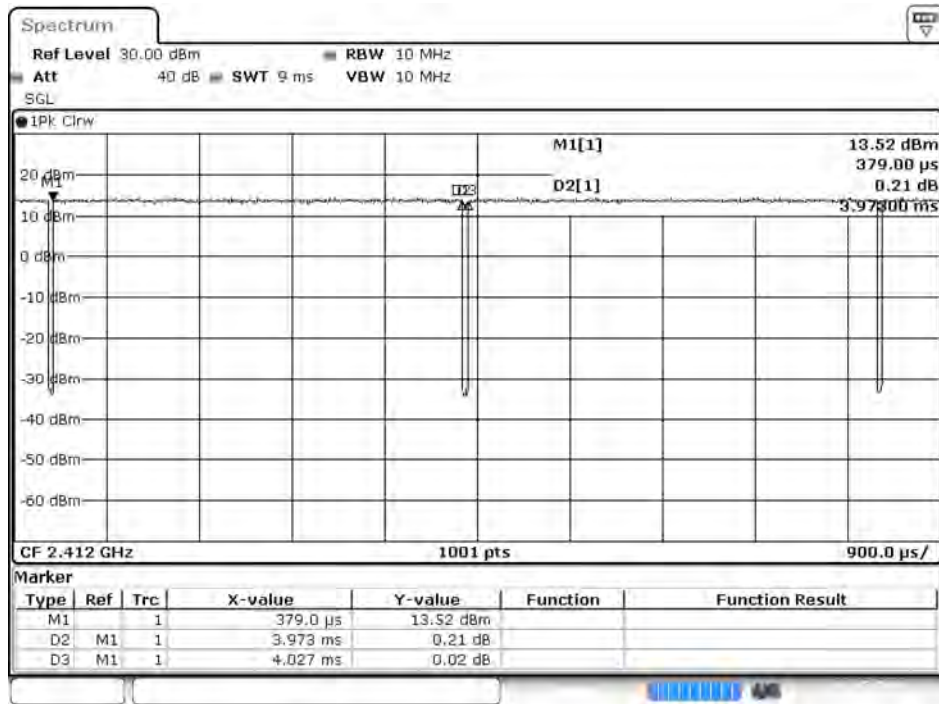 Spectrum
Ref Level 30.00 dBm RBW 10 MHz
Att 40 dB SWT 9 ms VBW 10 MHz
SGL
1Pk Clrw
M1[1] 13.52 dBm
379.00 µs
20 dBm
M1
D2[1] 0.21 dB
3.97300 ms
10 dBm
0 dBm
-10 dBm
-20 dBm
-30 dBm
-40 dBm
-50 dBm
-60 dBm
CF 2.412 GHz 1001 pts 900.0 µs/
Marker
Type Ref Trc X-value Y-value Function Function Result
M1 1 379.0 µs 13.52 dBm
D2 M1 1 3.973 ms 0.21 dB
D3 M1 1 4.027 ms 0.02 dB